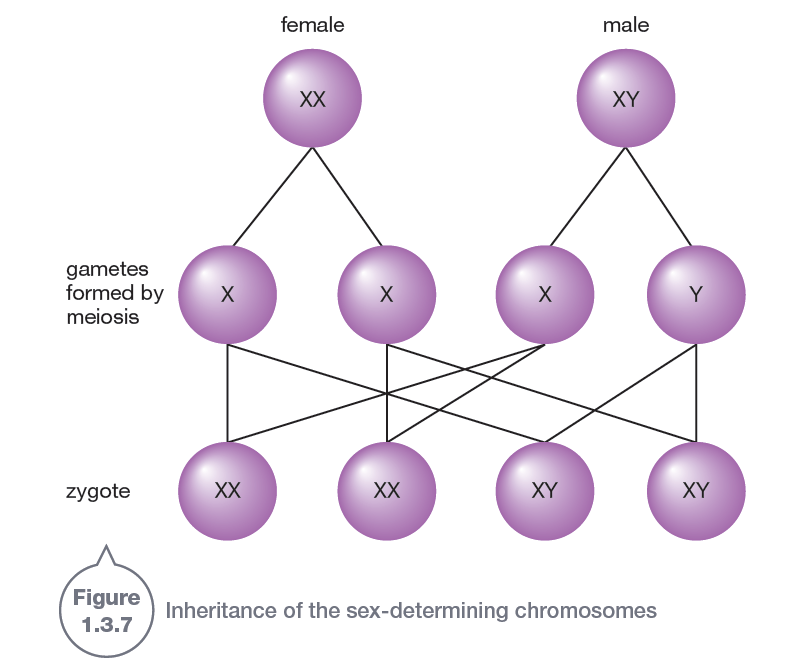 female
male
XX
XY
gametes
formed by
meiosis
X
X
X
Y
zygote
XX
XX
XY
XY
Figure
1.3.7
Inheritance of the sex-determining chromosomes